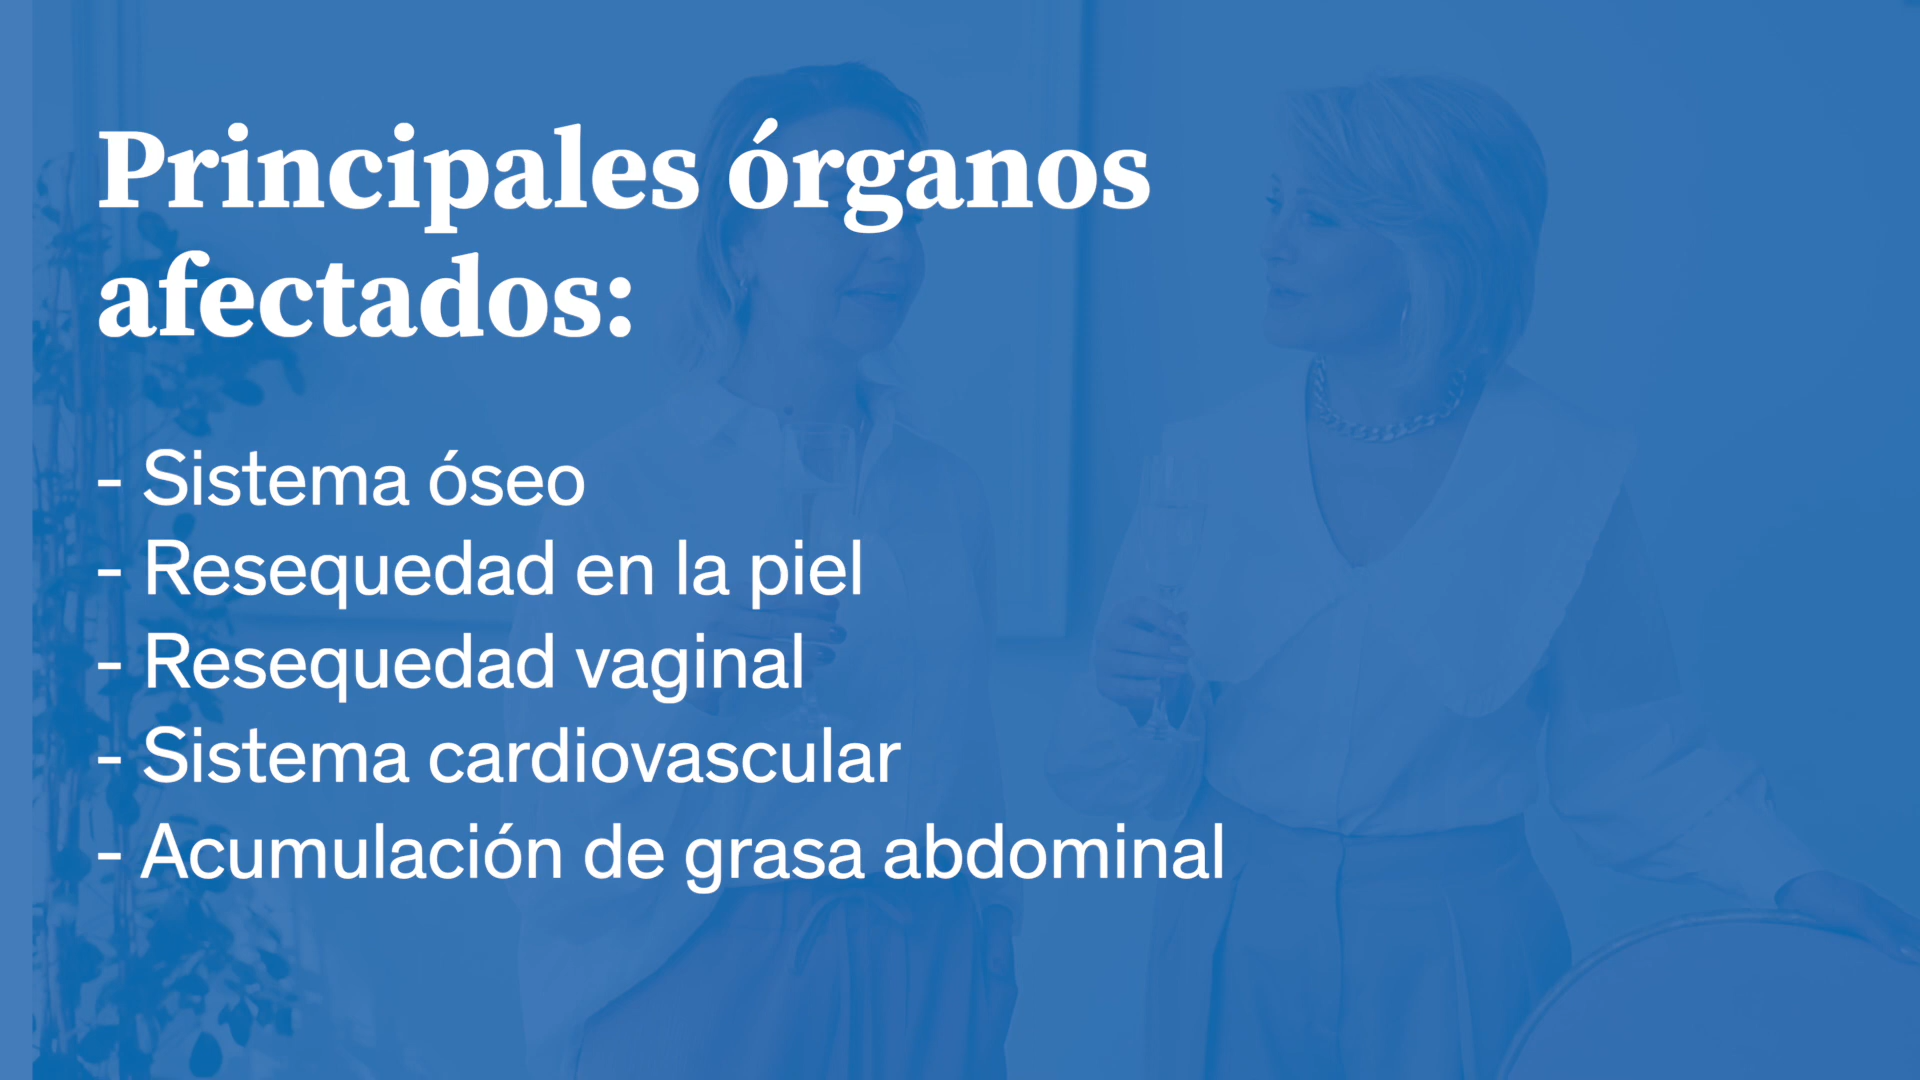 Principales órganos
afectados:
- Sistema óseo
- Resequedad en la piel
- Resequedad vaginal
- Sistema cardiovascular
- Acumulación de grasa abdominal